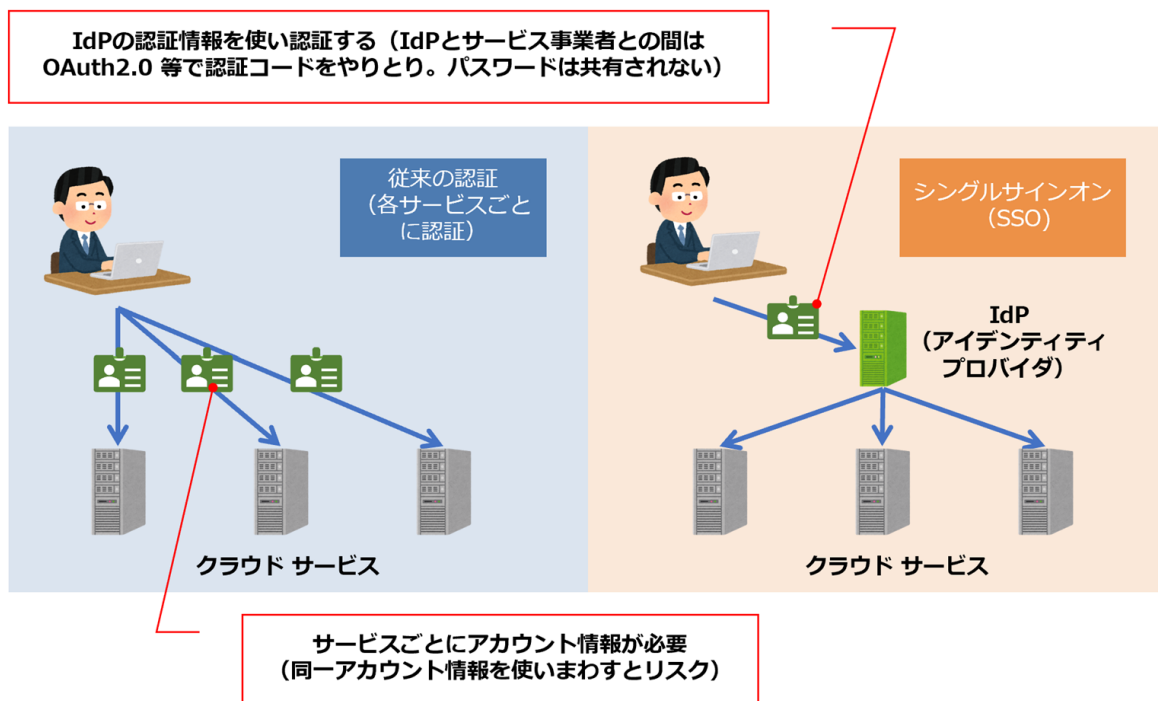 IdPの認証情報を使い認証する（IdPとサービス事業者との間は
OAuth2.0 等で認証コードをやりとり。パスワードは共有されない）
従来の認証
（各サービスごと
に認証）
シングルサインオン
（SSO)
IdP
（アイデンティティ
プロバイダ）
クラウド サービス
クラウド サービス
サービスごとにアカウント情報が必要
（同一アカウント情報を使いまわすとリスク）